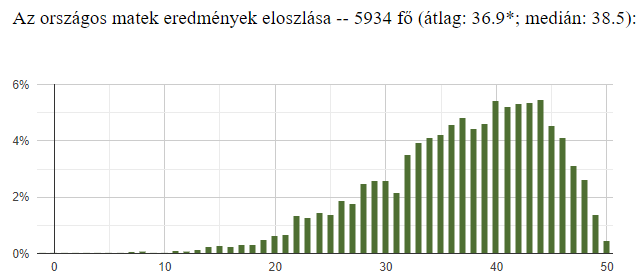 Az országos matek eredmények eloszlása -- 5934 fő (átlag: 36.9*; medián: 38.5):
6%
4%
2%
0%
0 10 20 30 40 50